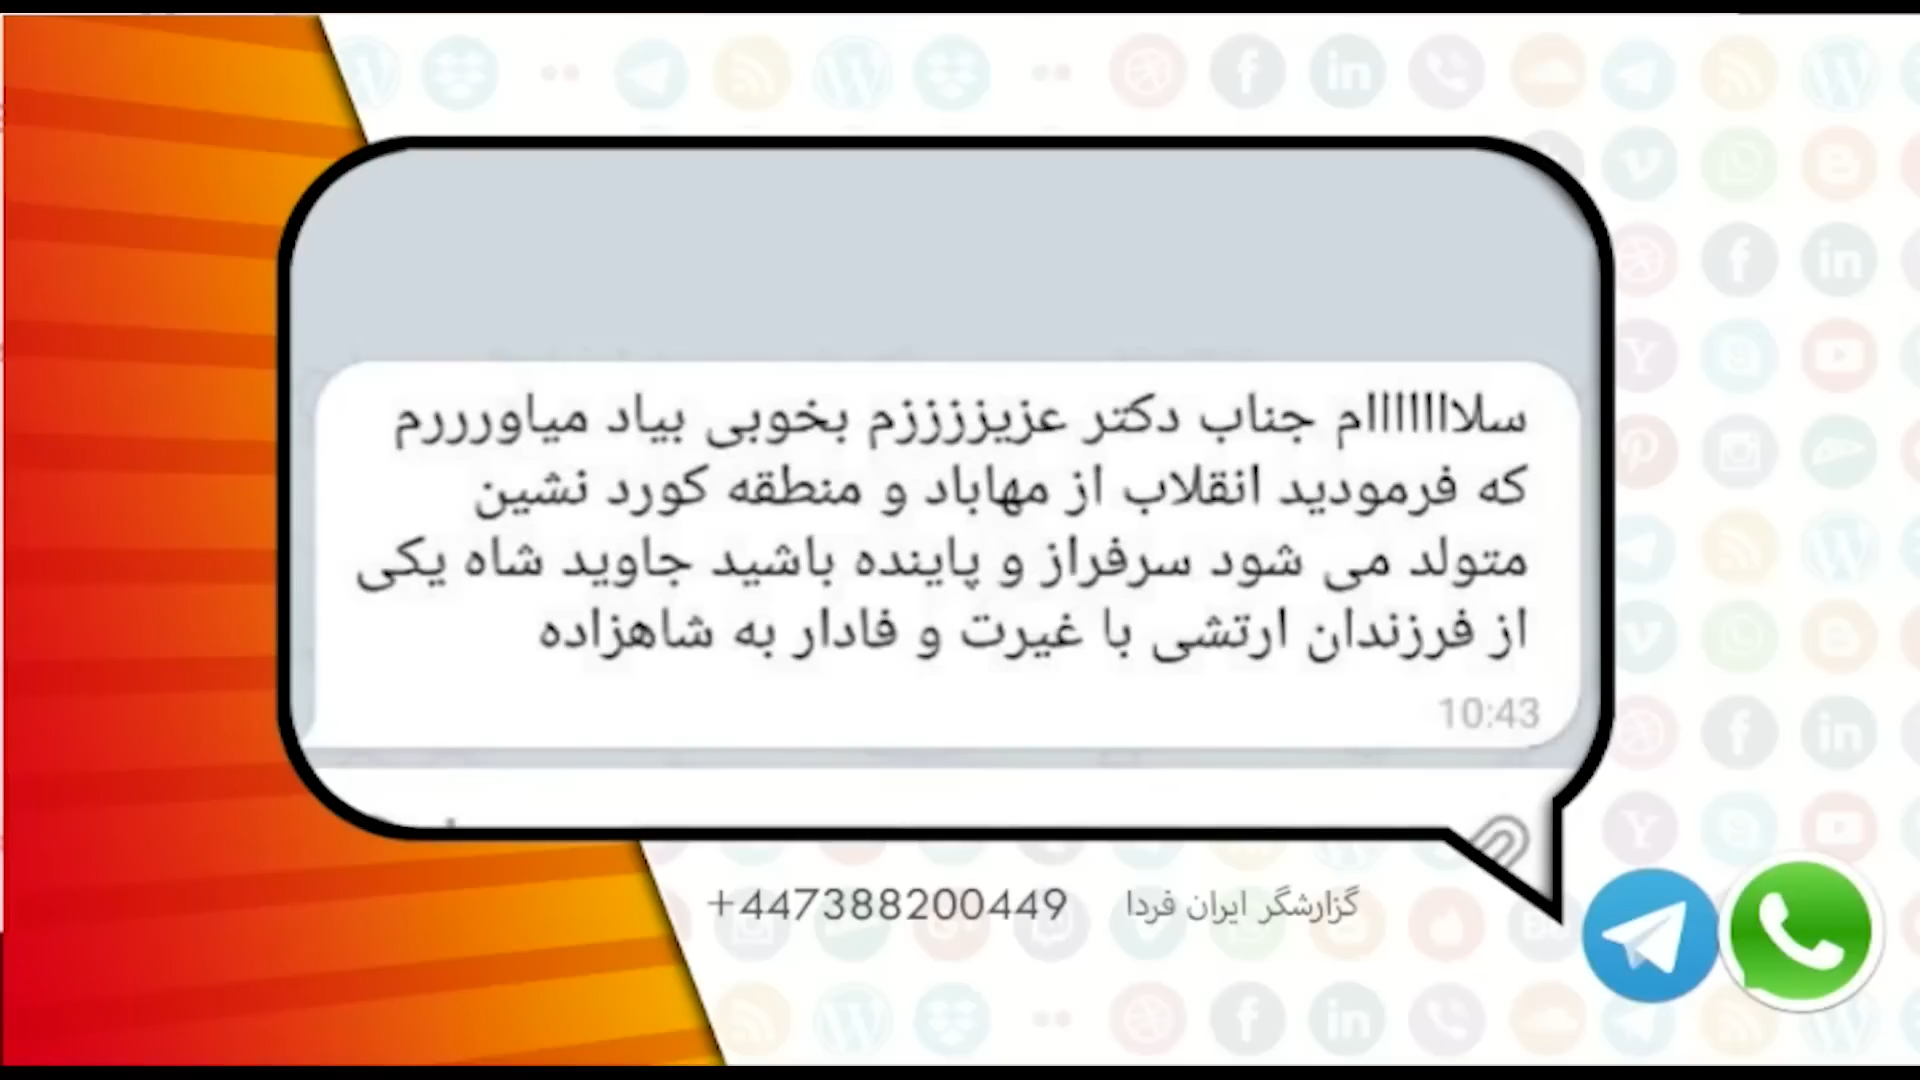 سلااااااام جناب دکتر عزیزززززم بخوبی بیاد میاورررم
که فرمودید انقلاب از مهاباد و منطقه کورد نشین
متولد می شود سرفراز و پاینده باشید جاوید شاه یکی
از فرزندان ارتشی با غیرت و فادار به شاهزاده
10:43
گزارشگر ایران فردا +447388200449